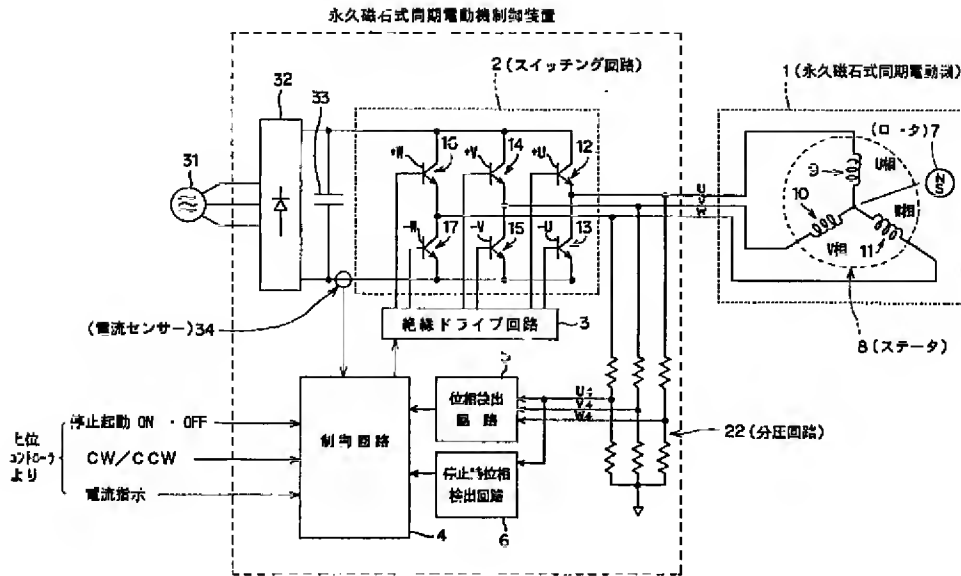 永久磁石式同期電動機制御装置
2(スイッチング回路)
1(永久磁石式同期電動機)
32
33
31
+W
16
+V
14
+U
12
-W
17
-V
15
-U
13
U
V
W
(ロータ)7
NS
9
U相
10
V相
W相
11
8(ステータ)
(電流センサー)34
絶縁ドライブ回路
3
位相検出
回路
U4
V4
W4
22(分圧回路)
上位
コントローラ
より
停止起動 ON・OFF
CW/CCW
電流指示
制御回路
4
停止時位相
検出回路
6